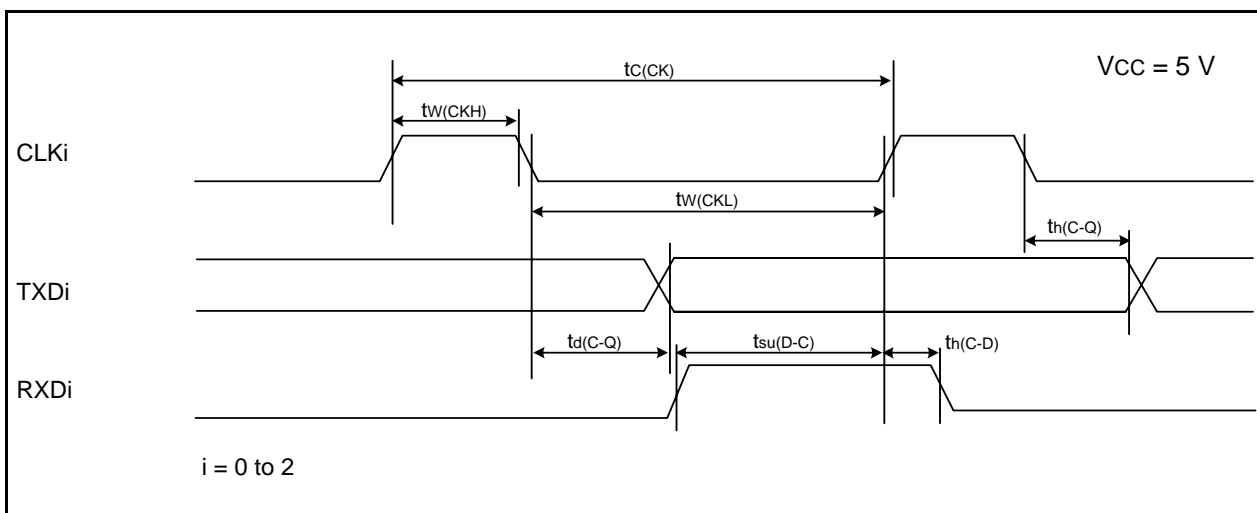 tC(CK)
VCC = 5 V
tW(CKH)
CLKi
tW(CKL)
th(C-Q)
TXDi
td(C-Q)
tsu(D-C)
th(C-D)
RXDi
i = 0 to 2